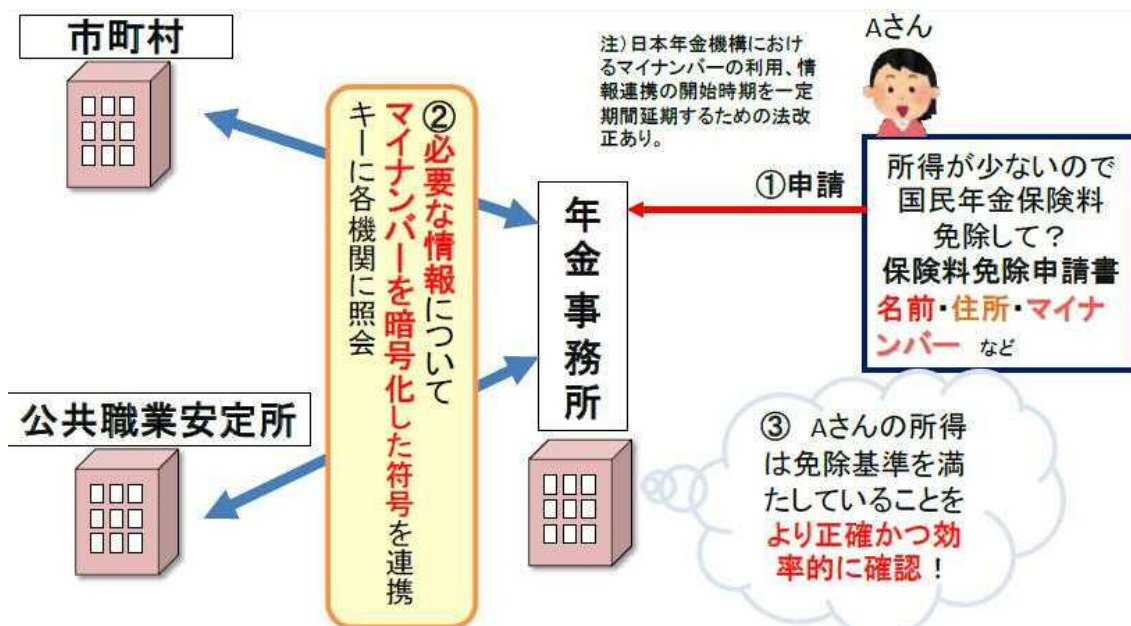 市町村
注）日本年金機構におけ
るマイナンバーの利用、情
報連携の開始時期を一定
期間延期するための法改
正あり。
Aさん
所得が少ないので
国民年金保険料
免除して？
保険料免除申請書
名前・住所・マイナ
ンバー など
①申請
年金事務所
②必要な情報について
マイナンバーを暗号化した符号を連携
キーに各機関に照会
公共職業安定所
③ Aさんの所得
は免除基準を満
たしていることを
より正確かつ効
率的に確認！